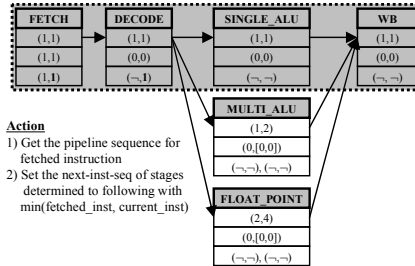 FETCH DECODE SINGLE_ALU WB
(1,1) (1,1) (1,1) (1,1)
(1,1) (0,0) (0,0) (0,0)
(1,1) (¬,1) (¬,¬) (¬,¬)
MULTI_ALU
(1,2)
(0,[0,0])
(¬,¬), (¬,¬)
FLOAT_POINT
(2,4)
(0,[0,0])
(¬,¬), (¬,¬)
Action
1) Get the pipeline sequence for
fetched instruction
2) Set the next-inst-seq of stages
determined to following with
min(fetched_inst, current_inst)